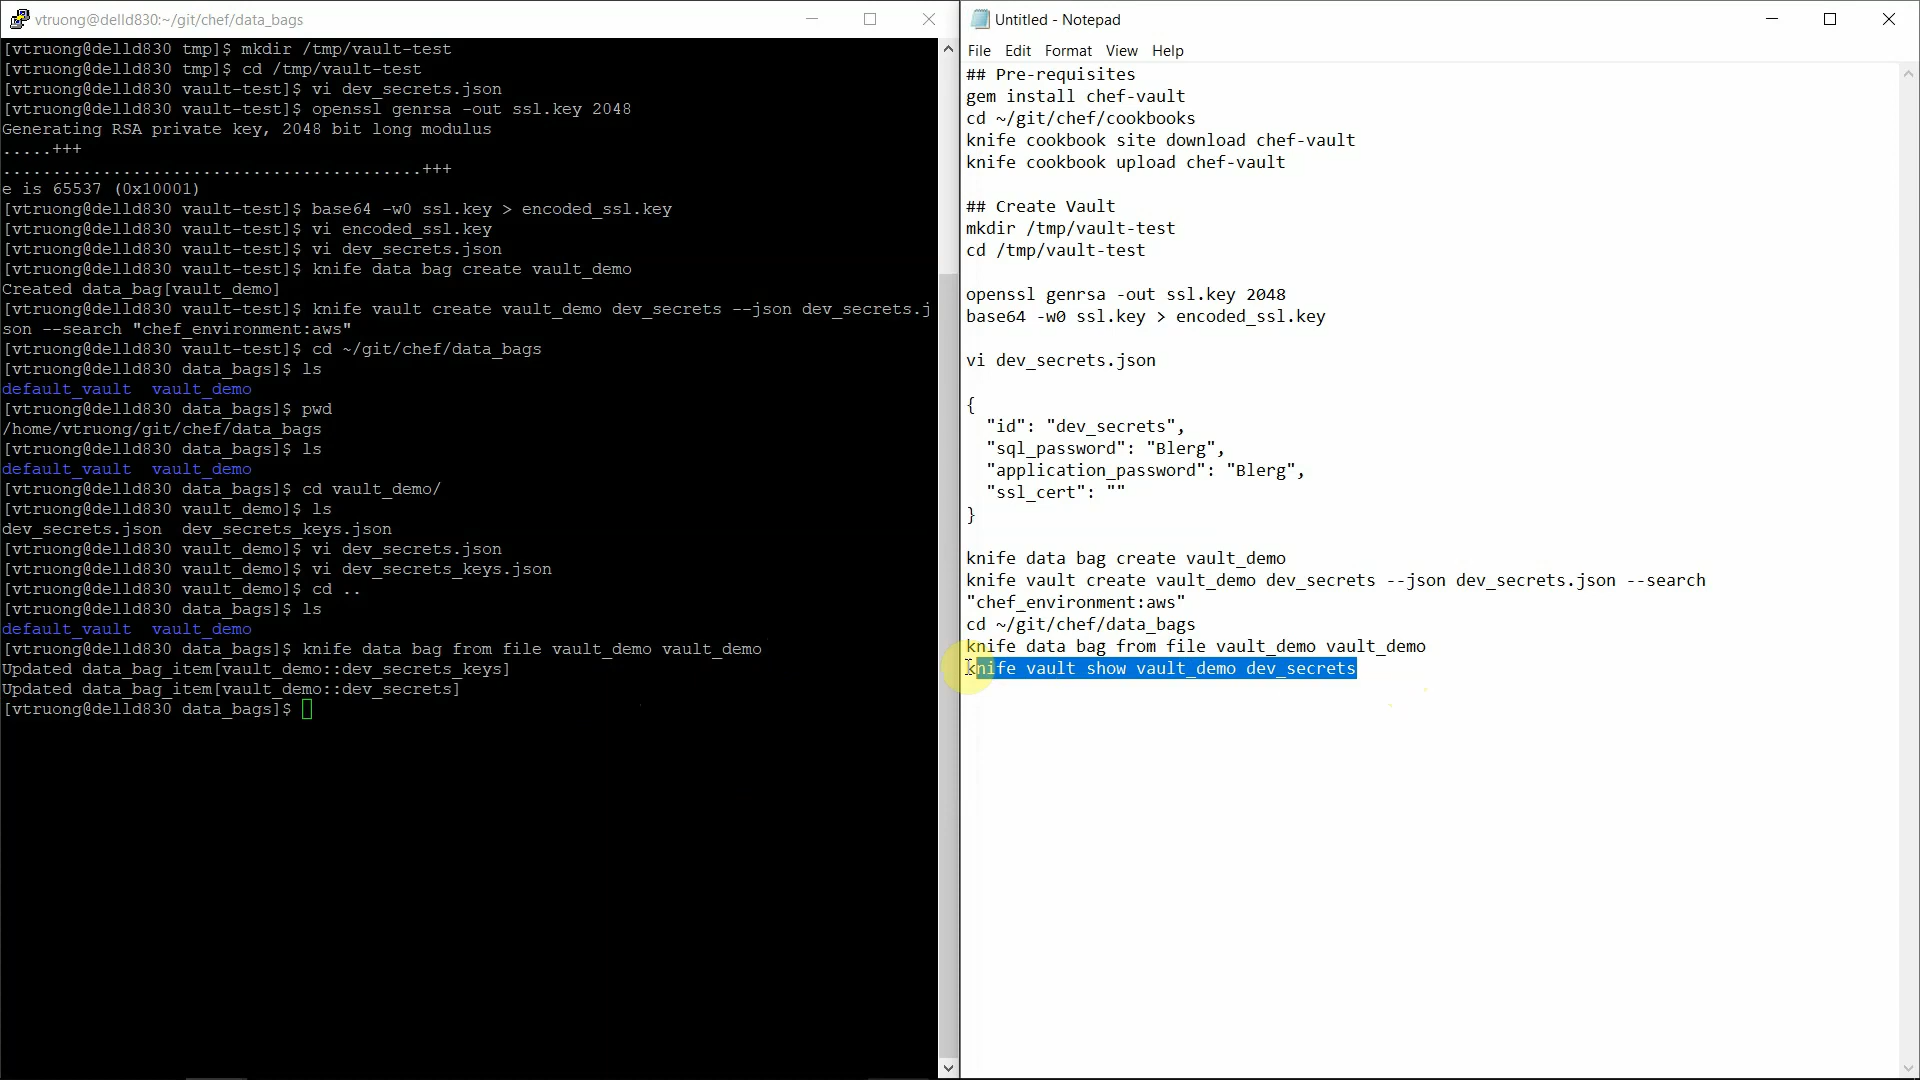 vtruong@delld830:~/git/chef/data_bags
[vtruong@delld830 tmp]$ mkdir /tmp/vault-test
[vtruong@delld830 tmp]$ cd /tmp/vault-test
[vtruong@delld830 vault-test]$ vi dev_secrets.json
[vtruong@delld830 vault-test]$ openssl genrsa -out ssl.key 2048
Generating RSA private key, 2048 bit long modulus
.....+++
..........................................+++
e is 65537 (0x10001)
[vtruong@delld830 vault-test]$ base64 -w0 ssl.key > encoded_ssl.key
[vtruong@delld830 vault-test]$ vi encoded_ssl.key
[vtruong@delld830 vault-test]$ vi dev_secrets.json
[vtruong@delld830 vault-test]$ knife data bag create vault_demo
Created data_bag[vault_demo]
[vtruong@delld830 vault-test]$ knife vault create vault_demo dev_secrets --json dev_secrets.j
son --search "chef_environment:aws"
[vtruong@delld830 vault-test]$ cd ~/git/chef/data_bags
[vtruong@delld830 data_bags]$ ls
default_vault  vault_demo
[vtruong@delld830 data_bags]$ pwd
/home/vtruong/git/chef/data_bags
[vtruong@delld830 data_bags]$ ls
default_vault  vault_demo
[vtruong@delld830 data_bags]$ cd vault_demo/
[vtruong@delld830 vault_demo]$ ls
dev_secrets.json  dev_secrets_keys.json
[vtruong@delld830 vault_demo]$ vi dev_secrets.json
[vtruong@delld830 vault_demo]$ vi dev_secrets_keys.json
[vtruong@delld830 vault_demo]$ cd ..
[vtruong@delld830 data_bags]$ ls
default_vault  vault_demo
[vtruong@delld830 data_bags]$ knife data bag from file vault_demo vault_demo
Updated data_bag_item[vault_demo::dev_secrets_keys]
Updated data_bag_item[vault_demo::dev_secrets]
[vtruong@delld830 data_bags]$
Untitled - Notepad
File Edit Format View Help
## Pre-requisites
gem install chef-vault
cd ~/git/chef/cookbooks
knife cookbook site download chef-vault
knife cookbook upload chef-vault
## Create Vault
mkdir /tmp/vault-test
cd /tmp/vault-test
openssl genrsa -out ssl.key 2048
base64 -w0 ssl.key > encoded_ssl.key
vi dev_secrets.json
{
  "id": "dev_secrets",
  "sql_password": "Blerg",
  "application_password": "Blerg",
  "ssl_cert": ""
}
knife data bag create vault_demo
knife vault create vault_demo dev_secrets --json dev_secrets.json --search
"chef_environment:aws"
cd ~/git/chef/data_bags
knife data bag from file vault_demo vault_demo
knife vault show vault_demo dev_secrets